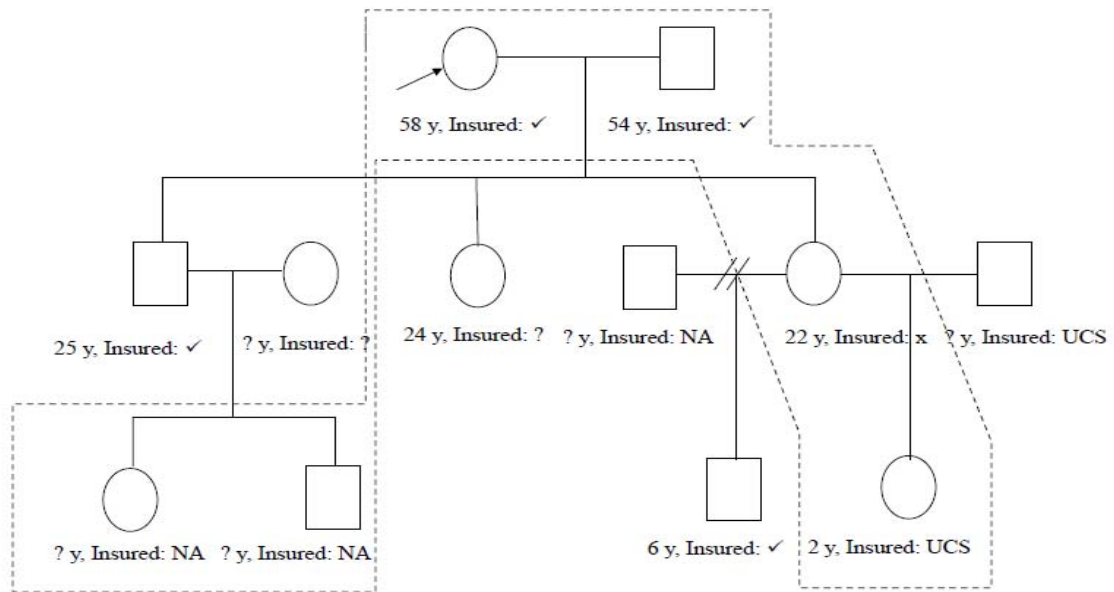 58 y, Insured: ✓
54 y, Insured: ✓
25 y, Insured: ✓
? y, Insured: ?
24 y, Insured: ?
? y, Insured: NA
22 y, Insured: x
? y, Insured: UCS
? y, Insured: NA
? y, Insured: NA
6 y, Insured: ✓
2 y, Insured: UCS